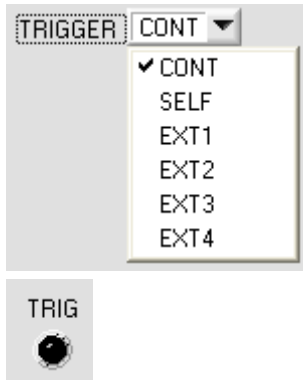 TRIGGER CONT
CONT
SELF
EXT1
EXT2
EXT3
EXT4
TRIG